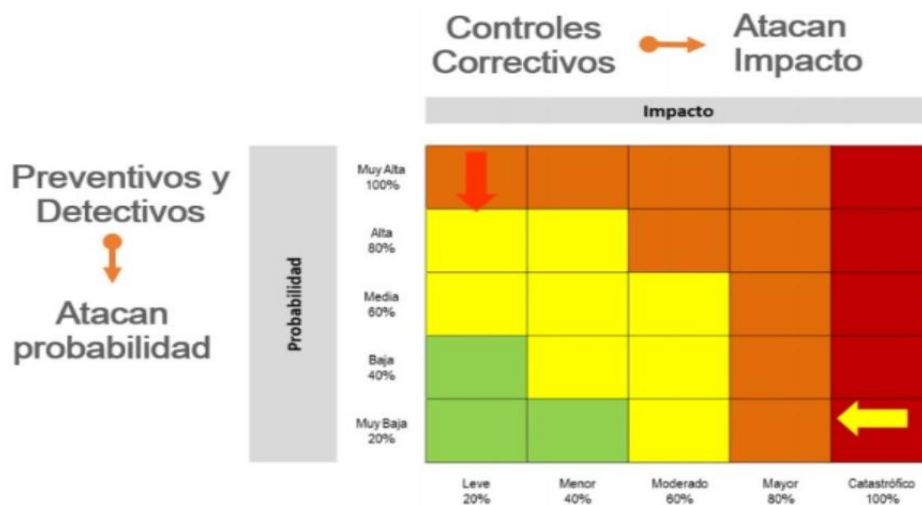 Controles
Correctivos
Atacan
Impacto
Impacto
Preventivos y
Detectivos
Atacan
probabilidad
Probabilidad
Muy Alta
100%
Alta
80%
Media
60%
Baja
40%
Muy Baja
20%
Leve
20%
Menor
40%
Moderado
60%
Mayor
80%
Catastrófico
100%